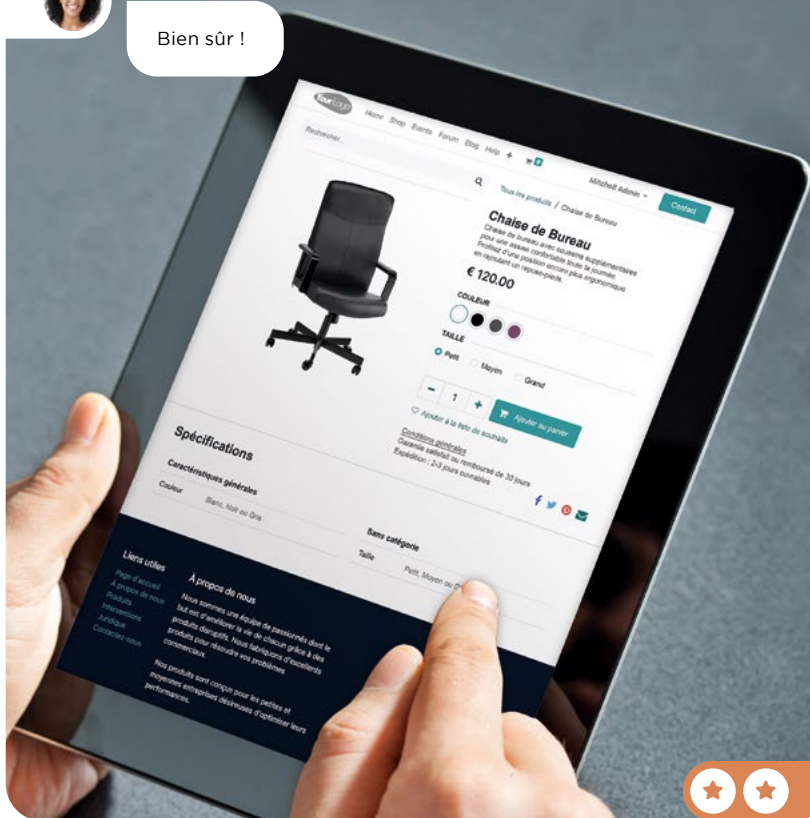 Bien sûr !
YourLogo
Home Shop Events Forum Blog Help + 0 Mitchell Admin Contact
Rechercher...
Tous les produits / Chaise de Bureau
Chaise de Bureau
Chaise de bureau avec coussins supplémentaires
pour une assise confortable toute la journée
Profitez d'une position encore plus ergonomique
en rajoutant un repose-pieds.
€ 120.00
COULEUR
TAILLE
Petit Moyen Grand
- 1 + Ajouter au panier
Ajouter à la liste de souhaits
Conditions générales
Garantie satisfait ou remboursé de 30 jours
Expédition : 2-3 jours ouvrables
Spécifications
Caractéristiques générales
Couleur Blanc, Noir ou Gris
Sans catégorie
Taille Petit, Moyen ou
Liens utiles
Page d'accueil
À propos de nous
Produits
Interventions
Juridique
Contactez-nous
À propos de nous
Nous sommes une équipe de passionnés dont le
but est d'améliorer la vie de chacun grâce à des
produits disruptifs. Nous fabriquons d'excellents
produits pour résoudre vos problèmes
commerciaux.
Nos produits sont conçus pour les petites et
moyennes entreprises désireuses d'optimiser leurs
performances.